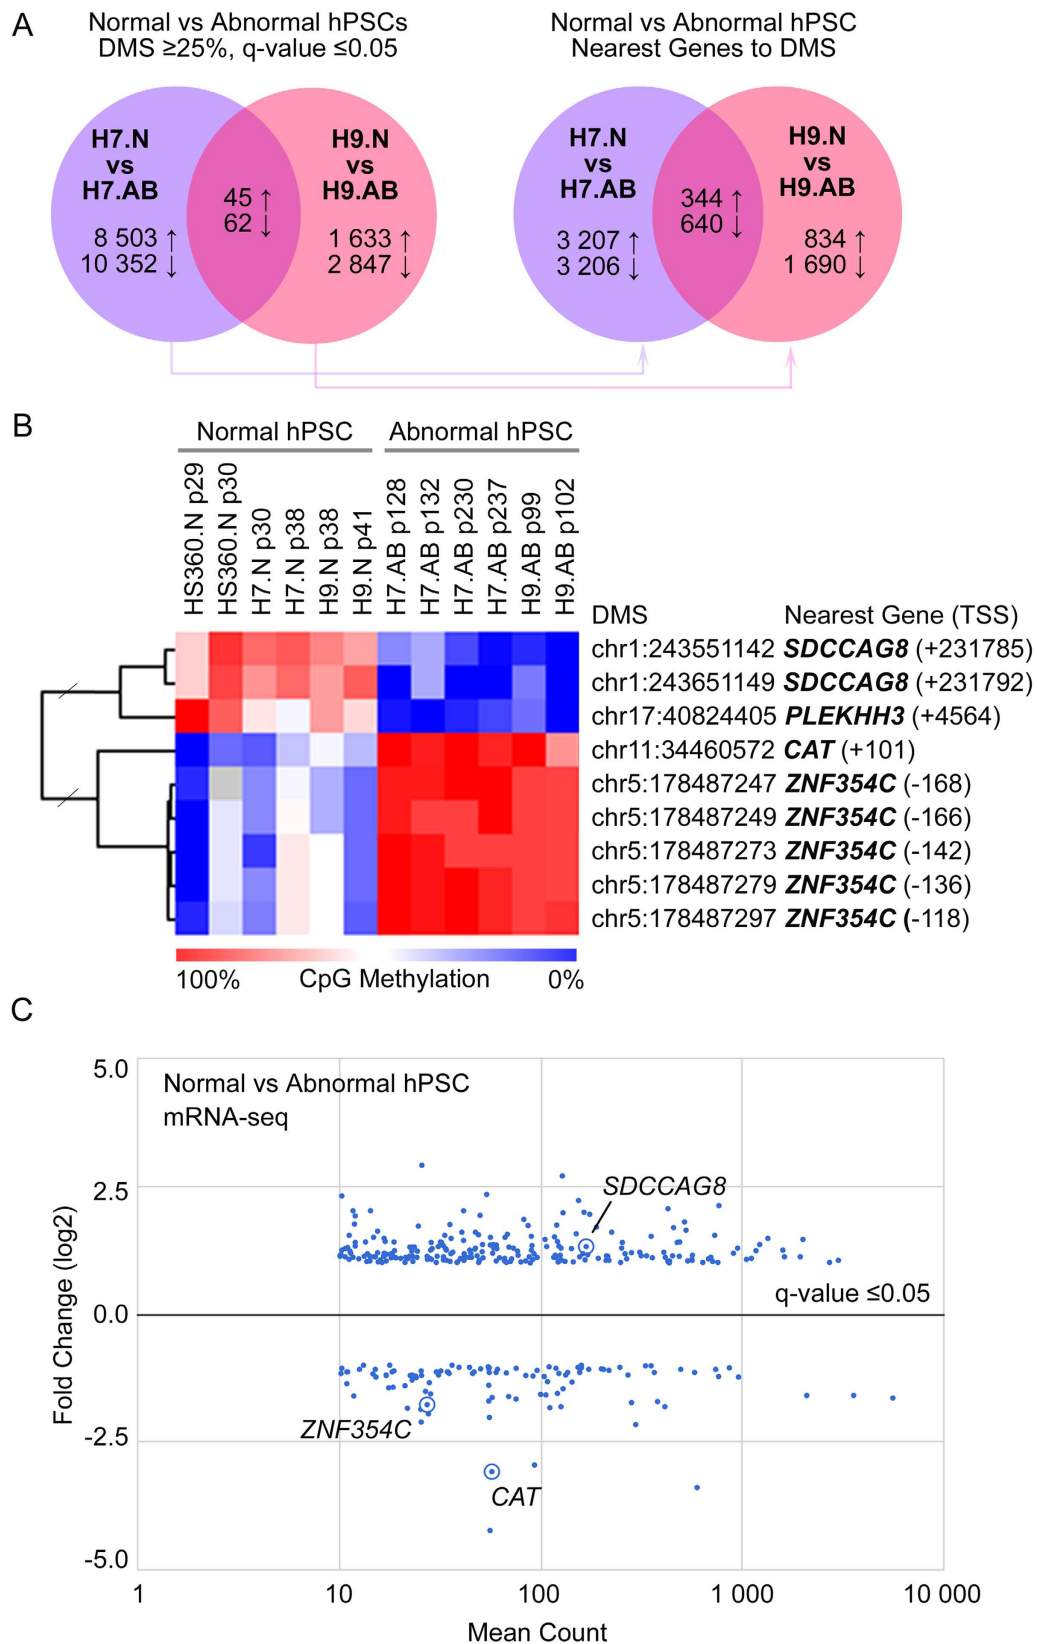 A
Normal vs Abnormal hPSCs
DMS ≥25%, q-value ≤0.05
Normal vs Abnormal hPSC
Nearest Genes to DMS
H7.N
vs
H7.AB
8 503 ↑
10 352 ↓
45 ↑
62 ↓
H9.N
vs
H9.AB
1 633 ↑
2 847 ↓
H7.N
vs
H7.AB
3 207 ↑
3 206 ↓
344 ↑
640 ↓
H9.N
vs
H9.AB
834 ↑
1 690 ↓
B
Normal hPSC
Abnormal hPSC
HS360.N p29
HS360.N p30
H7.N p30
H7.N p38
H9.N p38
H9.N p41
H7.AB p128
H7.AB p132
H7.AB p230
H7.AB p237
H9.AB p99
H9.AB p102
DMS Nearest Gene (TSS)
chr1:243551142 SDCCAG8 (+231785)
chr1:243651149 SDCCAG8 (+231792)
chr17:40824405 PLEKHH3 (+4564)
chr11:34460572 CAT (+101)
chr5:178487247 ZNF354C (-168)
chr5:178487249 ZNF354C (-166)
chr5:178487273 ZNF354C (-142)
chr5:178487279 ZNF354C (-136)
chr5:178487297 ZNF354C (-118)
100% CpG Methylation 0%
C
Normal vs Abnormal hPSC
mRNA-seq
SDCCAG8
q-value ≤0.05
ZNF354C
CAT
Fold Change (log2)
5.0
2.5
0.0
-2.5
-5.0
1 10 100 1 000 10 000
Mean Count